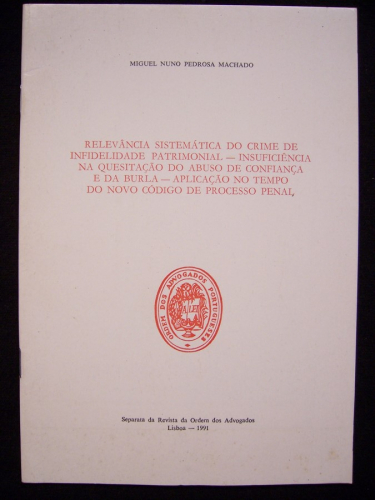 MIGUEL NUNO PEDROSA MACHADO
RELEVÂNCIA SISTEMÁTICA DO CRIME DE
INFIDELIDADE PATRIMONIAL — INSUFICIÊNCIA
NA QUESITAÇÃO DO ABUSO DE CONFIANÇA
E DA BURLA — APLICAÇÃO NO TEMPO
DO NOVO CÓDIGO DE PROCESSO PENAL
ORDEM DOS ADVOGADOS PORTUGUESES
Separata da Revista da Ordem dos Advogados
Lisboa — 1991